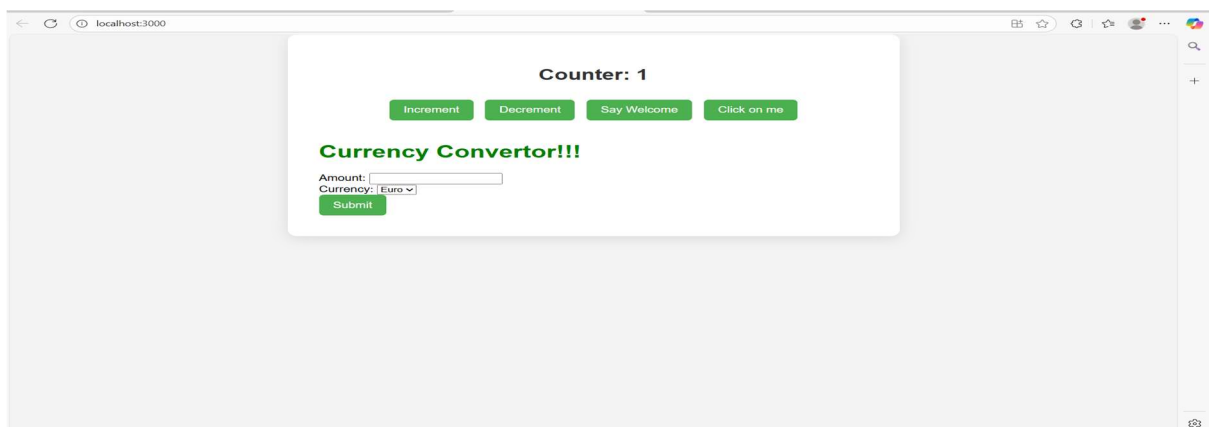 localhost:3000
Counter: 1
Increment Decrement Say Welcome Click on me
Currency Convertor!!!
Amount:
Currency: Euro
Submit